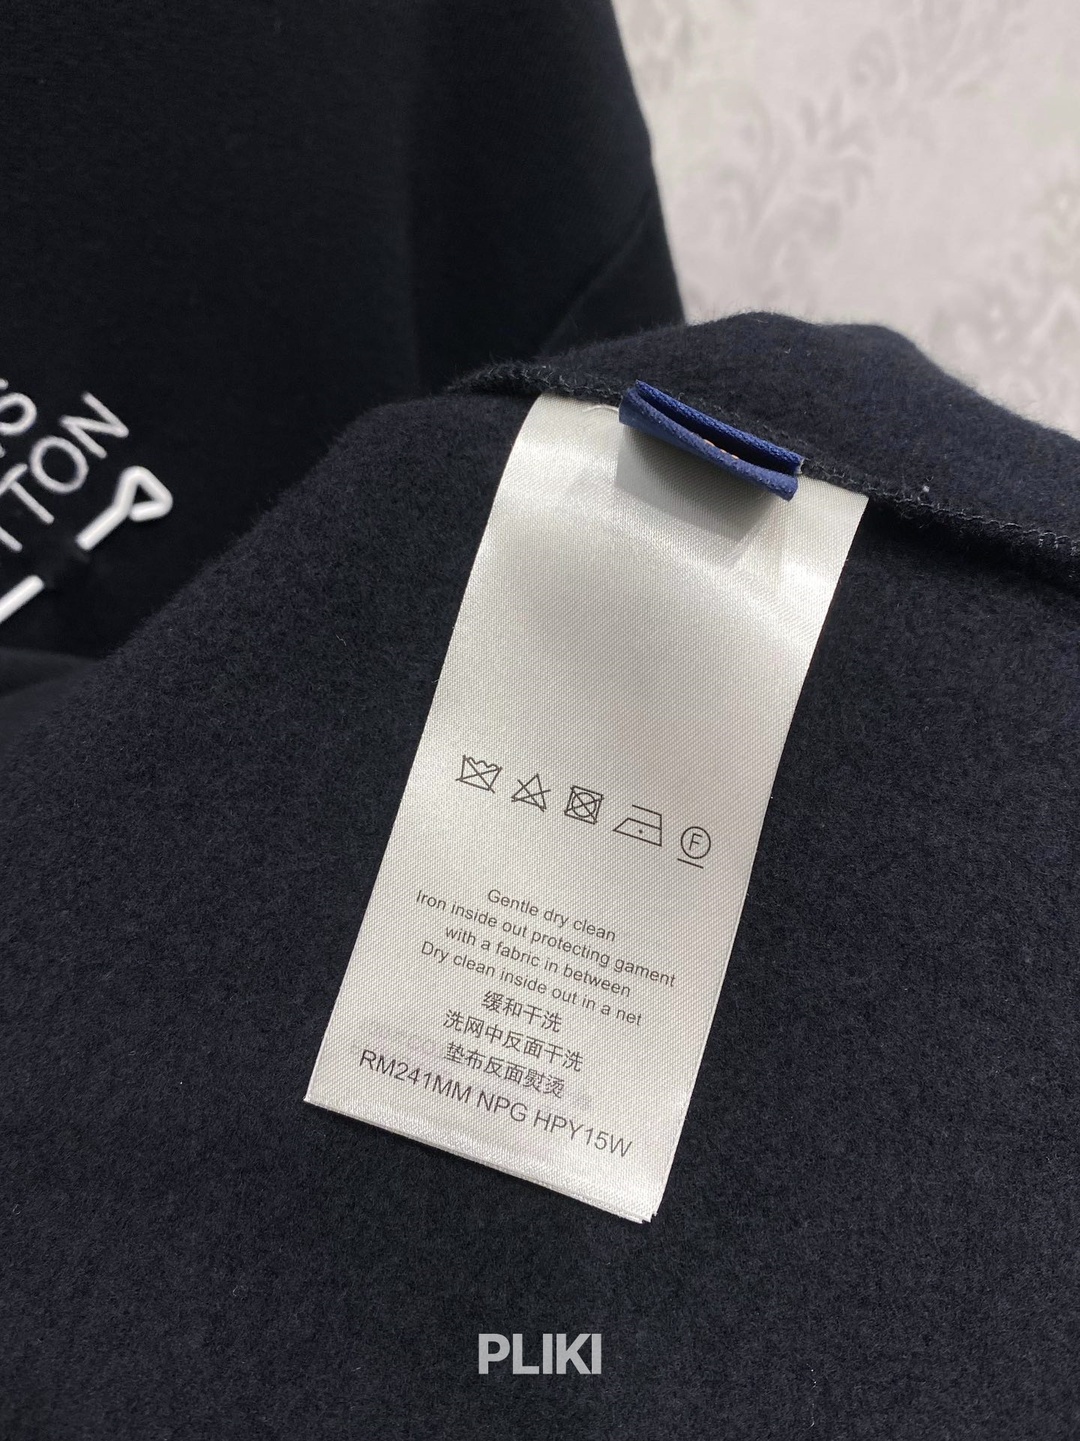 TTON
F
Gentle dry clean
Iron inside out protecting gament
with a fabric in between
Dry clean inside out in a net
缓和干洗
洗网中反面干洗
垫布反面熨烫
RM241MM NPG HPY15W
PLIKI